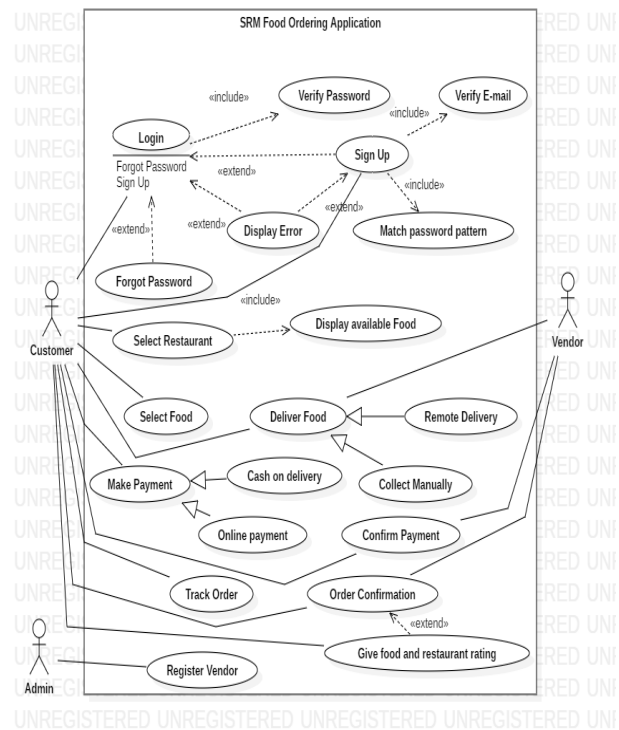 SRM Food Ordering Application
«include»
Verify Password
Verify E-mail
«include»
Login
Sign Up
Forgot Password
Sign Up
«extend»
«include»
«extend»
«extend»
«extend»
Display Error
Match password pattern
Forgot Password
«include»
Select Restaurant
Display available Food
Customer
Vendor
Select Food
Deliver Food
Remote Delivery
Make Payment
Cash on delivery
Collect Manually
Online payment
Confirm Payment
Track Order
Order Confirmation
«extend»
Give food and restaurant rating
Register Vendor
Admin
UNREGISTERED UNREGISTERED UNREGISTERED UNREGISTERED UNR